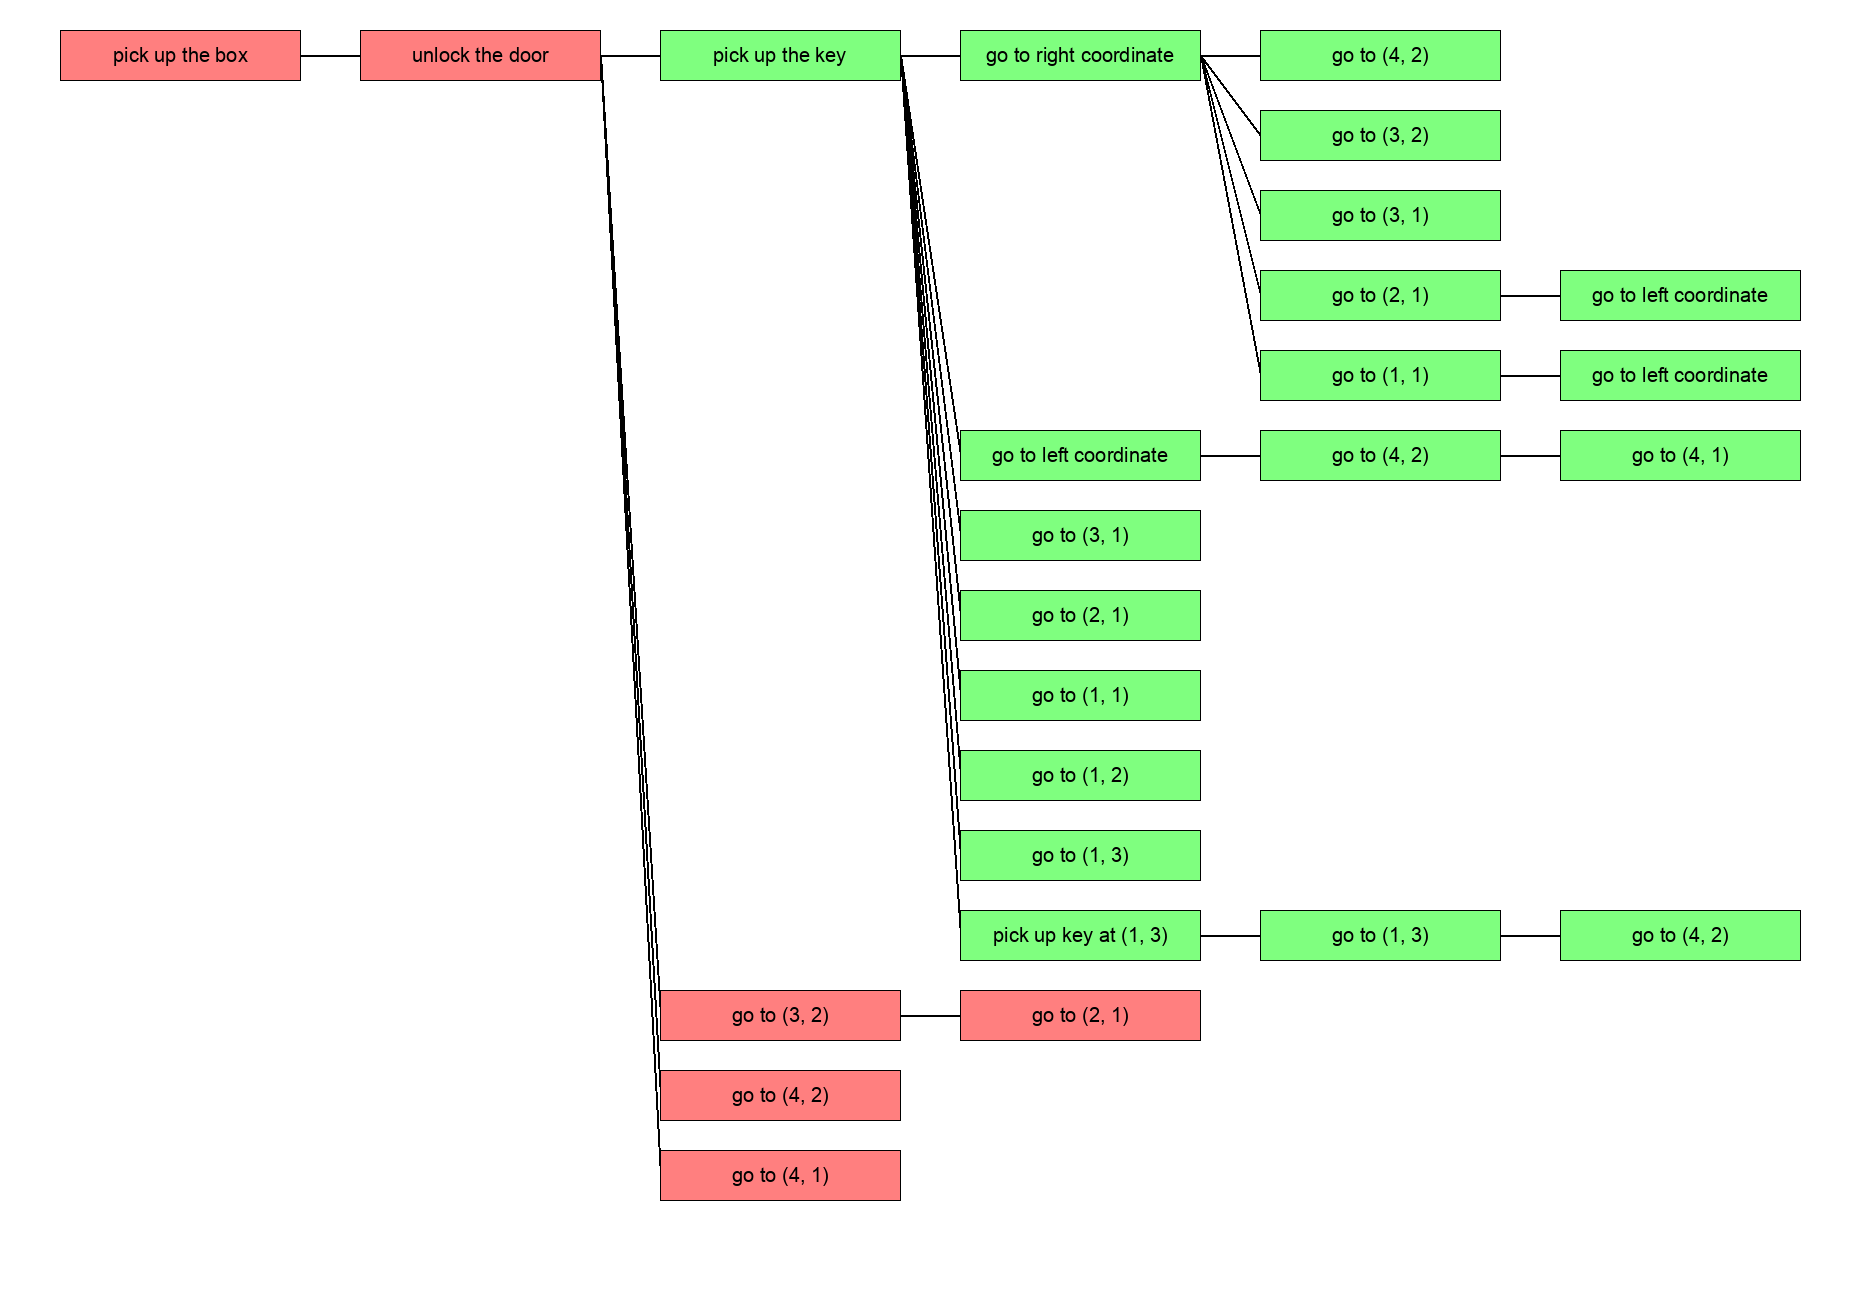 pick up the box
unlock the door
pick up the key
go to right coordinate
go to (4, 2)
go to (3, 2)
go to (3, 1)
go to (2, 1)
go to left coordinate
go to (1, 1)
go to left coordinate
go to left coordinate
go to (4, 2)
go to (4, 1)
go to (3, 1)
go to (2, 1)
go to (1, 1)
go to (1, 2)
go to (1, 3)
pick up key at (1, 3)
go to (1, 3)
go to (4, 2)
go to (3, 2)
go to (2, 1)
go to (4, 2)
go to (4, 1)